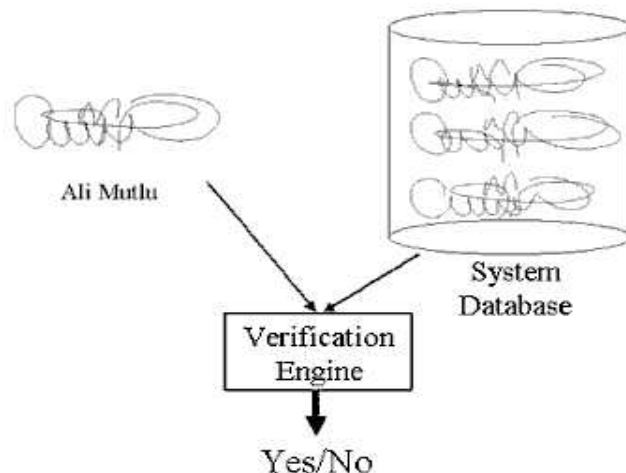 Ali Mutlu
System
Database
Verification
Engine
Yes/No